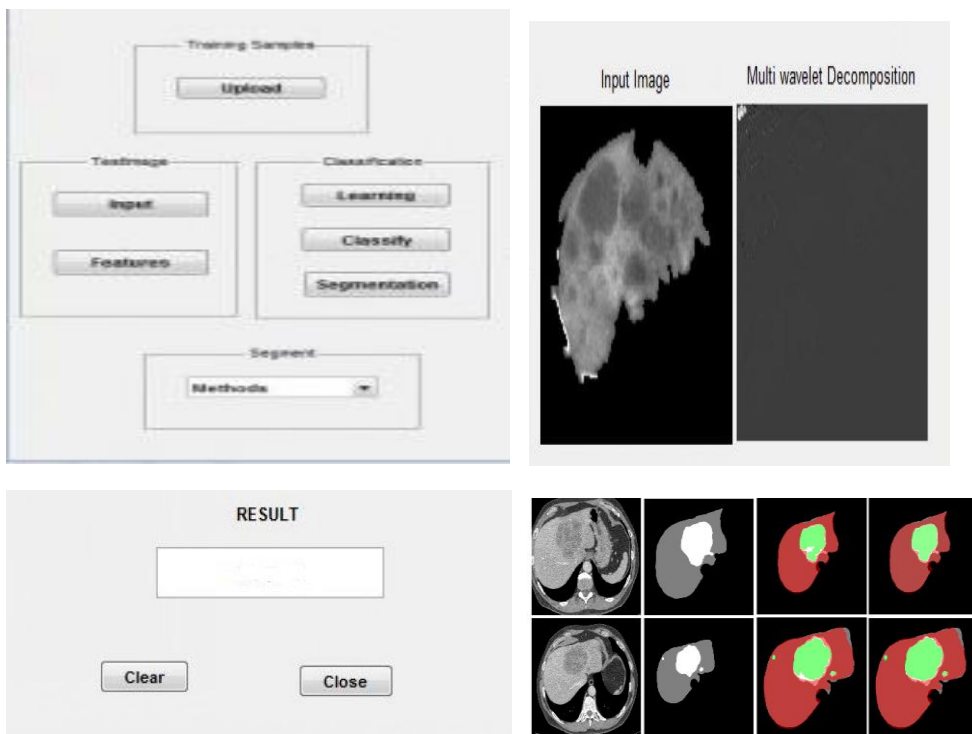 Training Samples
Upload
TestImage
Input
Features
Classification
Learning
Classify
Segmentation
Segment
Methods
Input Image
Multi wavelet Decomposition
RESULT
Clear
Close